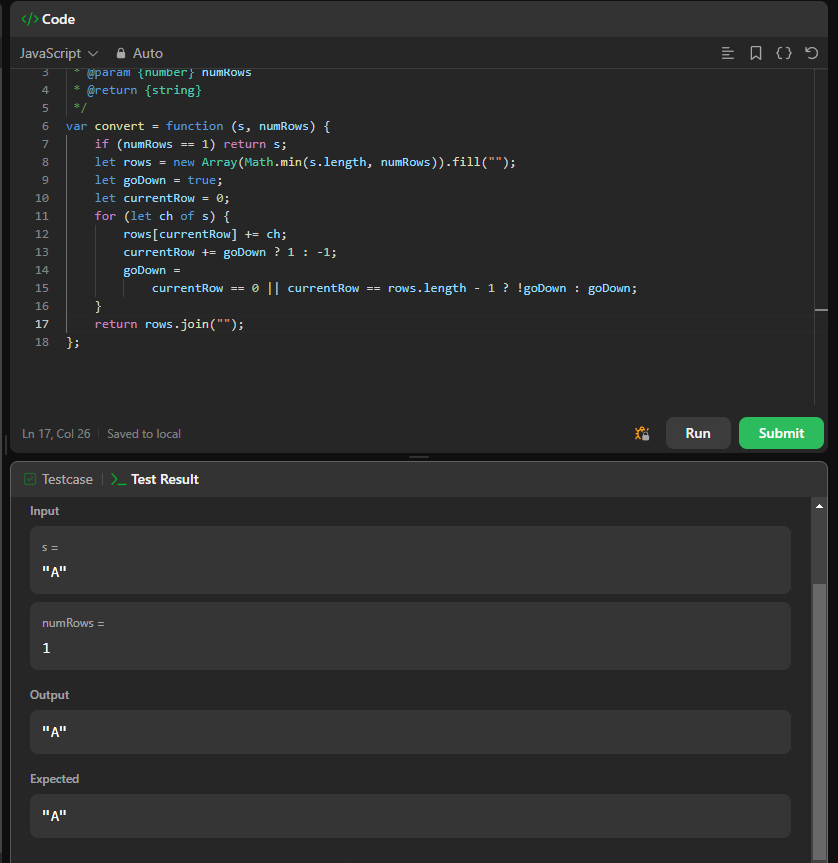 </> Code
JavaScript Auto
3 * @param {number} numRows
4 * @return {string}
5 */
6 var convert = function (s, numRows) {
7 if (numRows == 1) return s;
8 let rows = new Array(Math.min(s.length, numRows)).fill("");
9 let goDown = true;
10 let currentRow = 0;
11 for (let ch of s) {
12 rows[currentRow] += ch;
13 currentRow += goDown ? 1 : -1;
14 goDown =
15 currentRow == 0 || currentRow == rows.length - 1 ? !goDown : goDown;
16 }
17 return rows.join("");
18 };
Ln 17, Col 26 Saved to local Run Submit
Testcase >_ Test Result
Input
s =
"A"
numRows =
1
Output
"A"
Expected
"A"